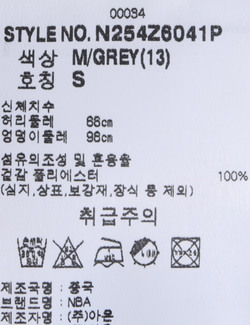 00034
STYLE NO. N254Z6041P
색상 M/GREY(13)
호칭 S
신체치수
허리둘레 66cm
엉덩이둘레 96cm
섬유의조성 및 혼용율
겉감 폴리에스터 100%
(심지,상표,보강재,장식 등 제외)
취급주의
제조국명 : 중국
브랜드명 : NBA
제조자명 : (주)아른